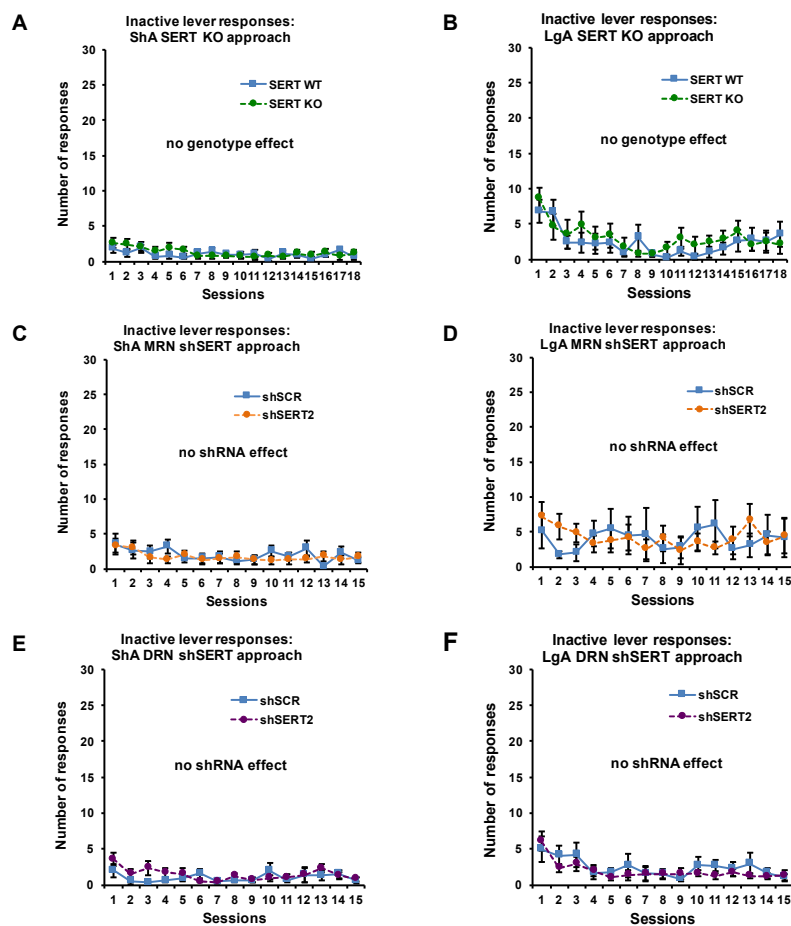 A
Inactive lever responses:
ShA SERT KO approach
30
25
20
15
10
5
0
Number of responses
SERT WT
SERT KO
no genotype effect
1 2 3 4 5 6 7 8 9 10 11 12 13 14 15 16 17 18
Sessions
B
Inactive lever responses:
LgA SERT KO approach
30
25
20
15
10
5
0
Number of responses
SERT WT
SERT KO
no genotype effect
1 2 3 4 5 6 7 8 9 10 11 12 13 14 15 16 17 18
Sessions
C
Inactive lever responses:
ShA MRN shSERT approach
30
25
20
15
10
5
0
Number of responses
shSCR
shSERT2
no shRNA effect
1 2 3 4 5 6 7 8 9 10 11 12 13 14 15
Sessions
D
Inactive lever responses:
LgA MRN shSERT approach
30
25
20
15
10
5
0
Number of reponses
shSCR
shSERT2
no shRNA effect
1 2 3 4 5 6 7 8 9 10 11 12 13 14 15
Sessions
E
Inactive lever responses:
ShA DRN shSERT approach
30
25
20
15
10
5
0
Number of responses
shSCR
shSERT2
no shRNA effect
1 2 3 4 5 6 7 8 9 10 11 12 13 14 15
Sessions
F
Inactive lever responses:
LgA DRN shSERT approach
30
25
20
15
10
5
0
Number of responses
shSCR
shSERT2
no shRNA effect
1 2 3 4 5 6 7 8 9 10 11 12 13 14 15
Sessions